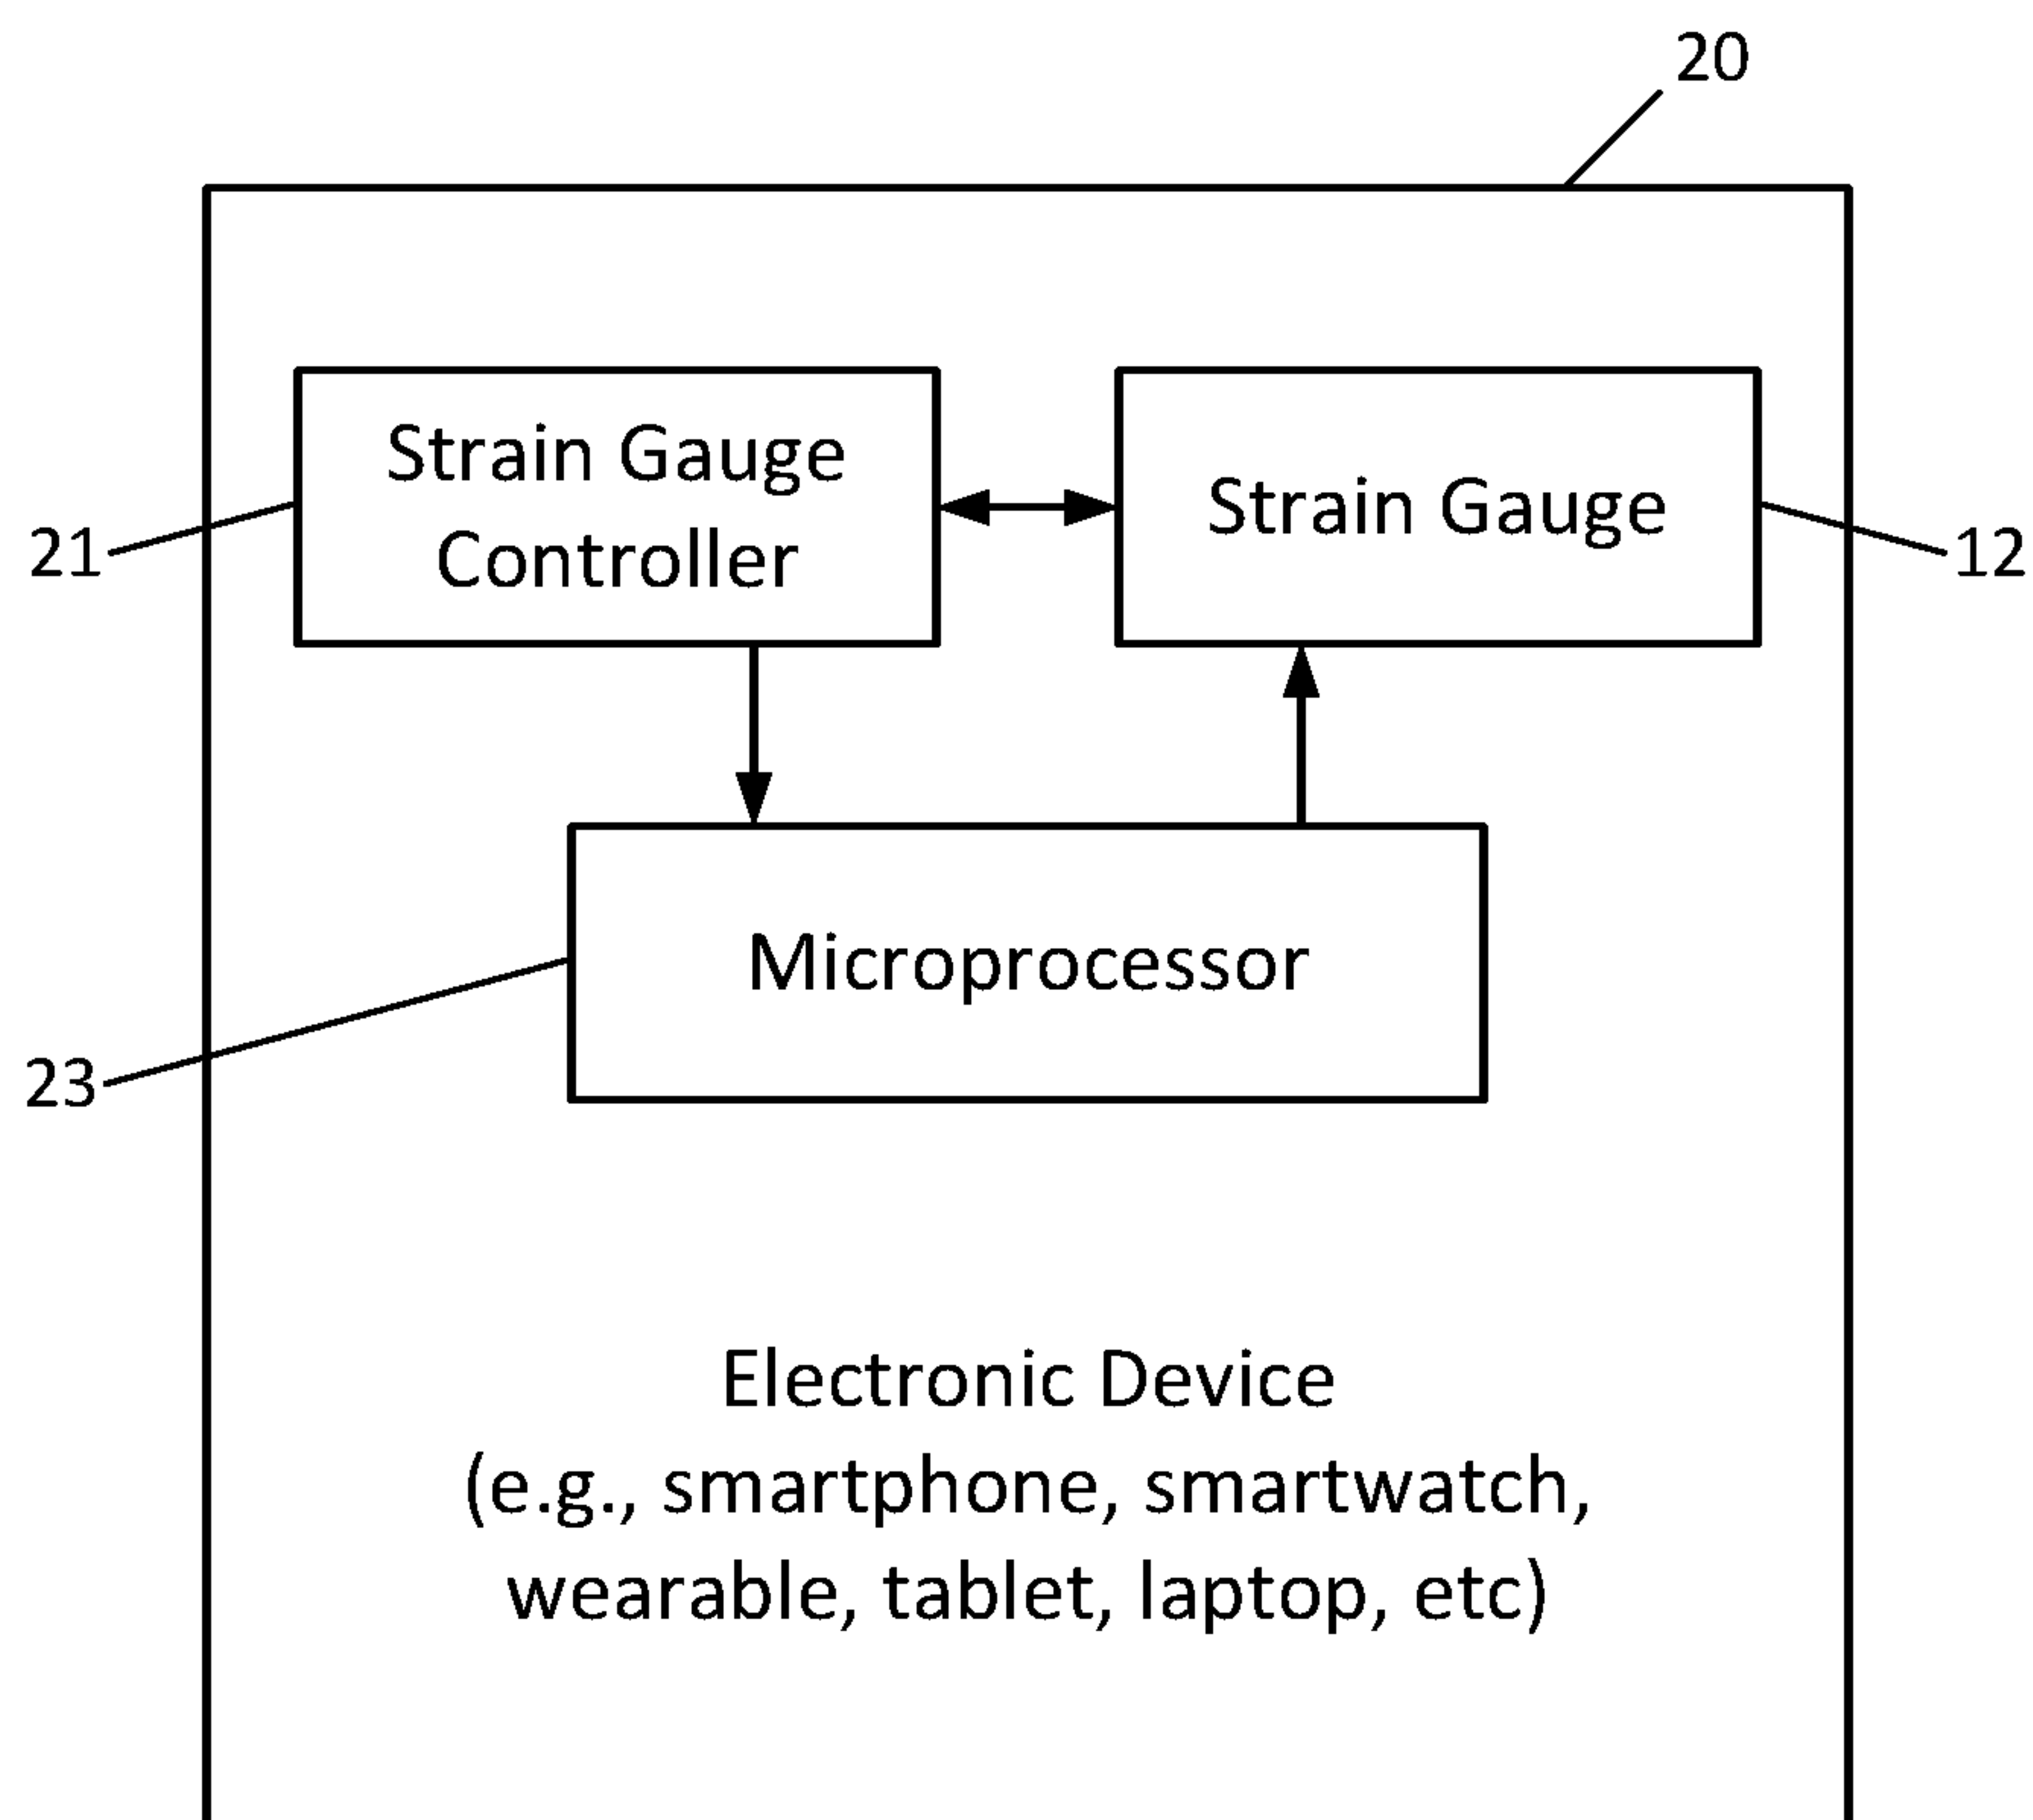 20
Strain Gauge
Controller
Strain Gauge
21
12
Microprocessor
23
Electronic Device
(e.g., smartphone, smartwatch,
wearable, tablet, laptop, etc)